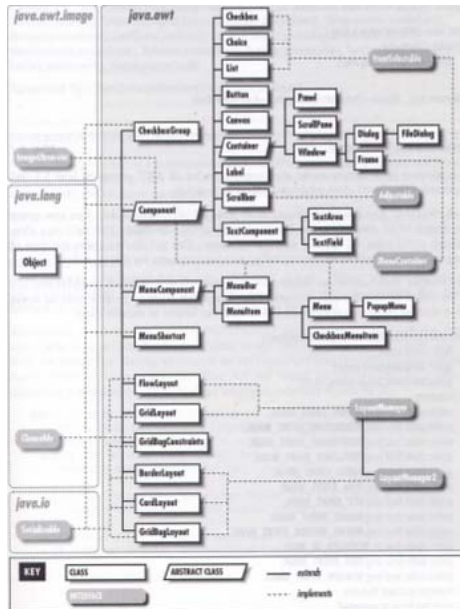 java.awt.image
java.awt
Checkbox
Choice
List
ItemSelectable
Button
Panel
Canvas
ScrollPane
CheckboxGroup
Container
Dialog
FileDialog
ImageObserver
Window
Frame
Label
java.lang
Scrollbar
Adjustable
Component
TextComponent
TextArea
TextField
Object
MenuContainer
MenuComponent
MenuBar
MenuItem
Menu
PopupMenu
MenuShortcut
CheckboxMenuItem
FlowLayout
GridLayout
LayoutManager
Cloneable
GridBagConstraints
BorderLayout
LayoutManager2
java.io
CardLayout
Serializable
GridBagLayout
KEY
CLASS
ABSTRACT CLASS
extends
INTERFACE
implements